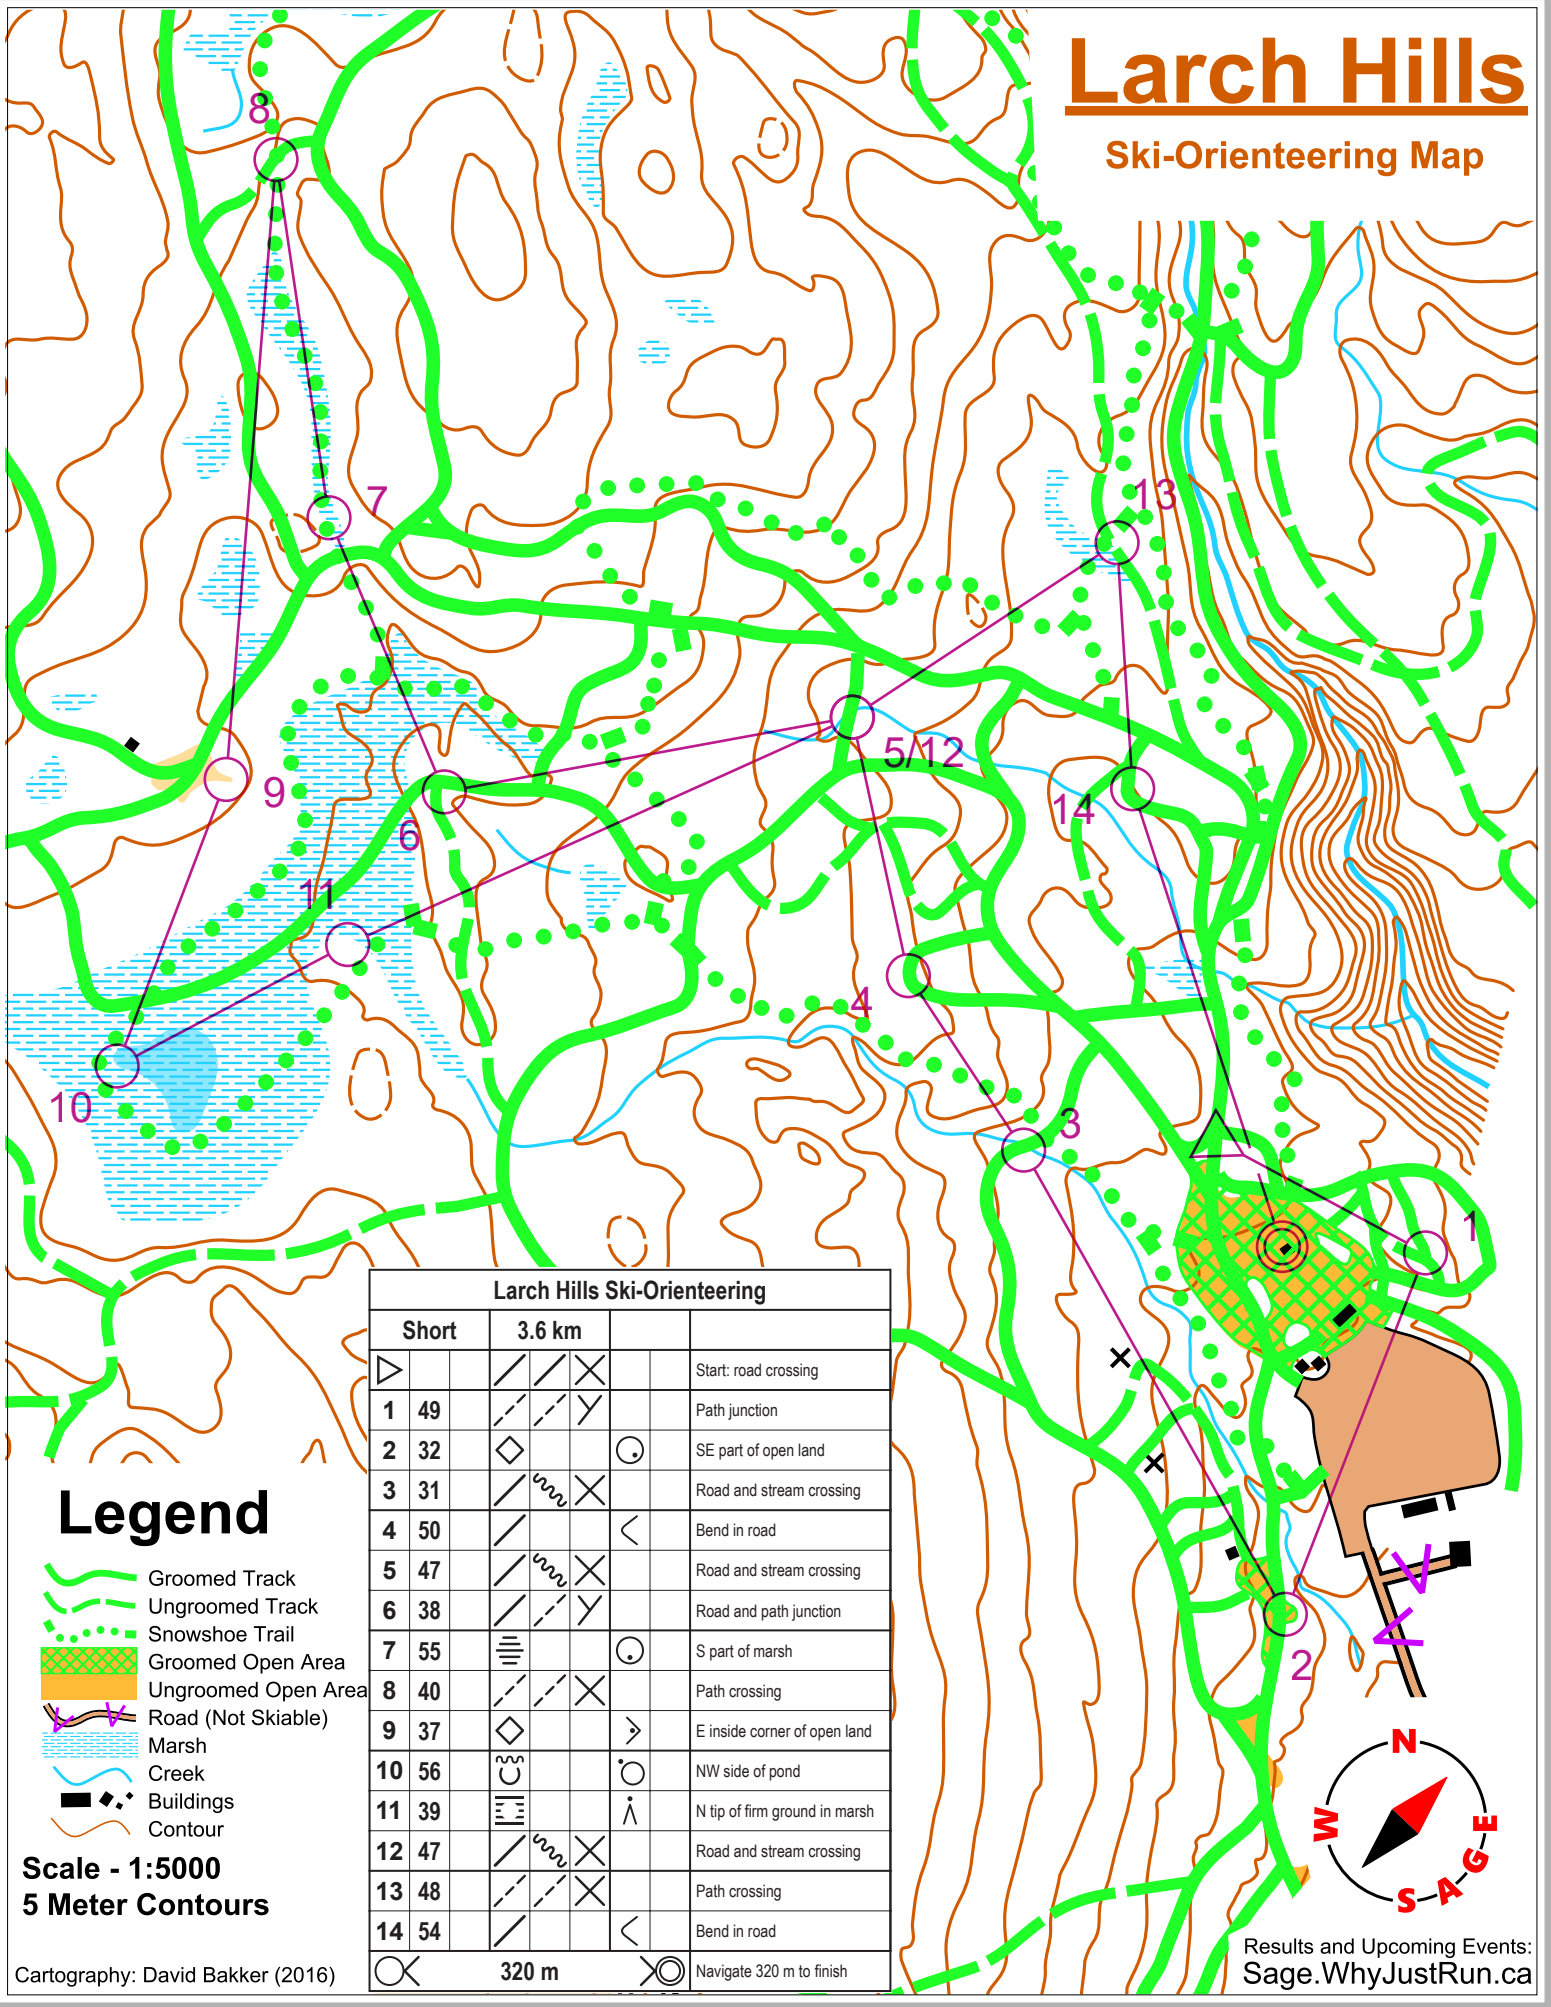 Larch Hills
Ski-Orienteering Map
8
7
13
5/12
9
14
6
11
4
10
3
1
2
Larch Hills Ski-Orienteering
Short 3.6 km
Start: road crossing
1 49 Path junction
2 32 SE part of open land
3 31 Road and stream crossing
4 50 Bend in road
5 47 Road and stream crossing
6 38 Road and path junction
7 55 S part of marsh
8 40 Path crossing
9 37 E inside corner of open land
10 56 NW side of pond
11 39 N tip of firm ground in marsh
12 47 Road and stream crossing
13 48 Path crossing
14 54 Bend in road
320 m Navigate 320 m to finish
Legend
Groomed Track
Ungroomed Track
Snowshoe Trail
Groomed Open Area
Ungroomed Open Area
Road (Not Skiable)
Marsh
Creek
Buildings
Contour
Scale - 1:5000
5 Meter Contours
Cartography: David Bakker (2016)
N
W
SAGE
Results and Upcoming Events:
Sage.WhyJustRun.ca